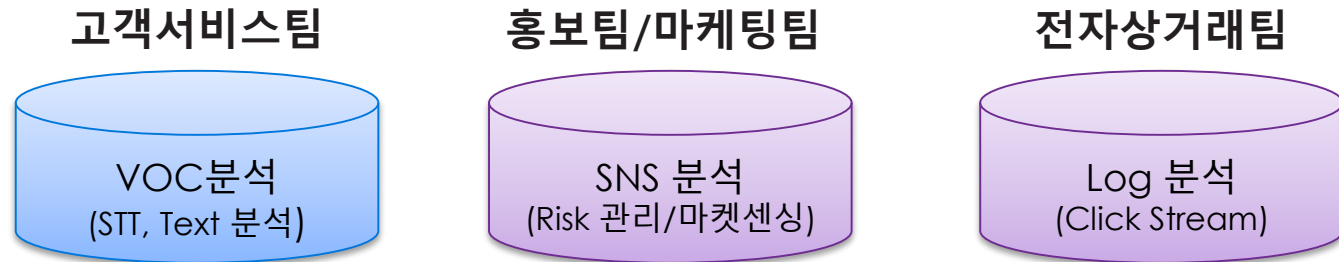 고객서비스팀
홍보팀/마케팅팀
전자상거래팀
VOC분석
(STT, Text 분석)
SNS 분석
(Risk 관리/마켓센싱)
Log 분석
(Click Stream)